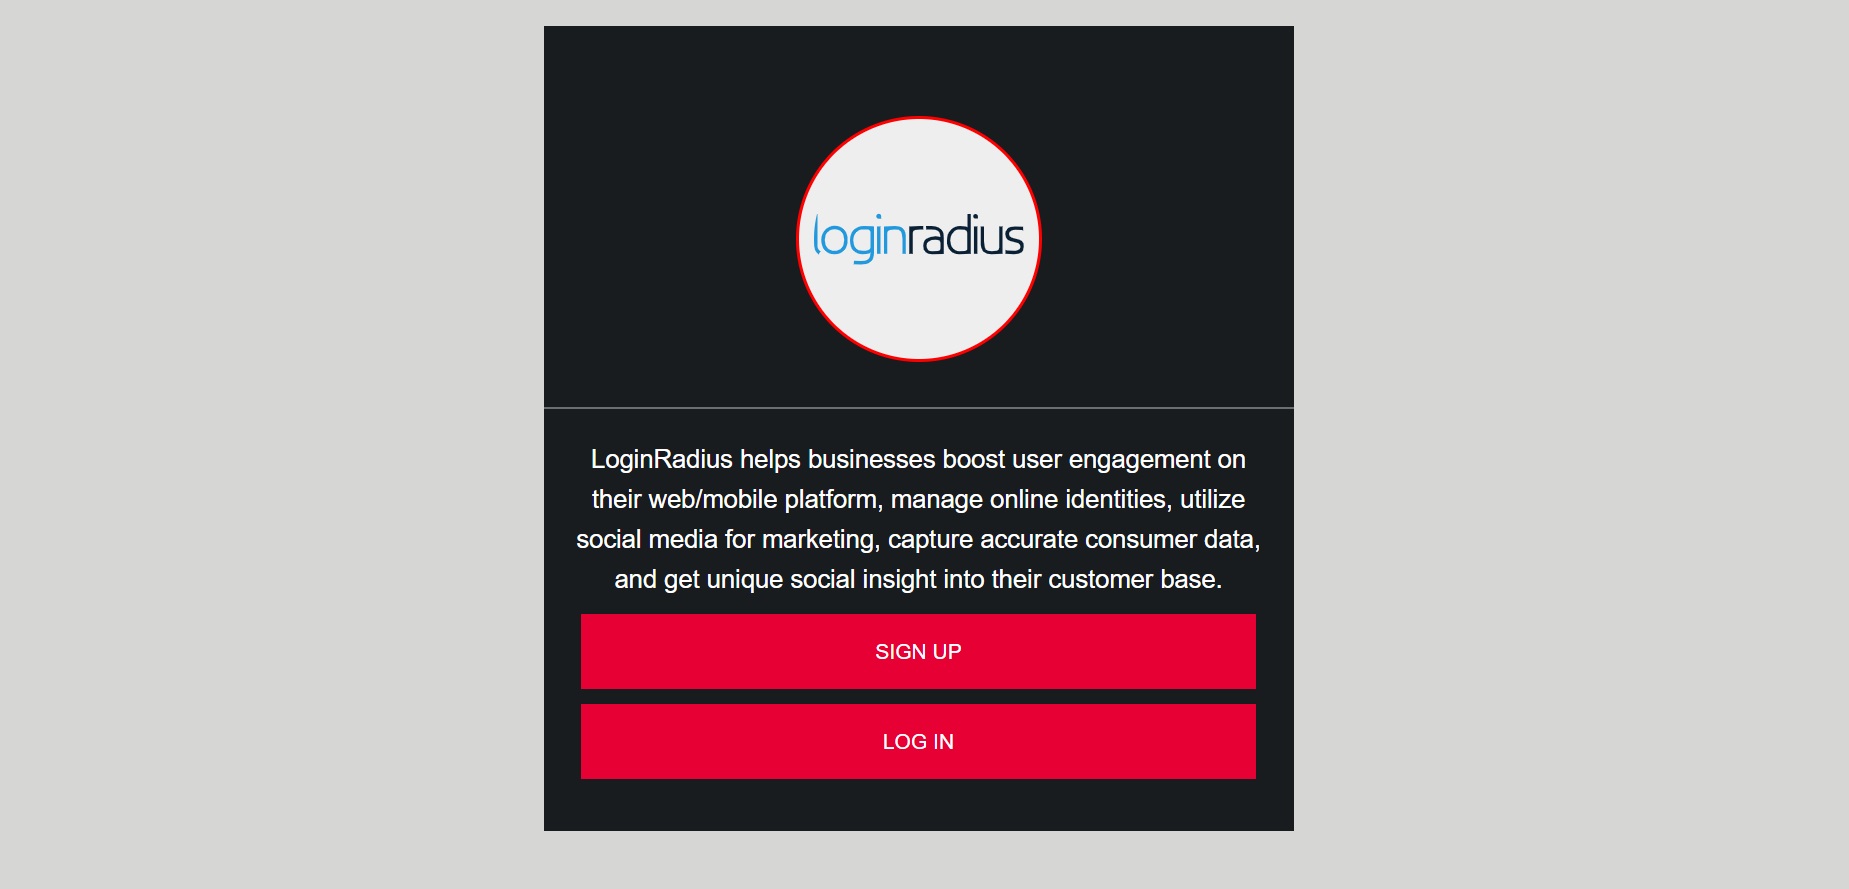 loginradius
LoginRadius helps businesses boost user engagement on
their web/mobile platform, manage online identities, utilize
social media for marketing, capture accurate consumer data,
and get unique social insight into their customer base.
SIGN UP
LOG IN